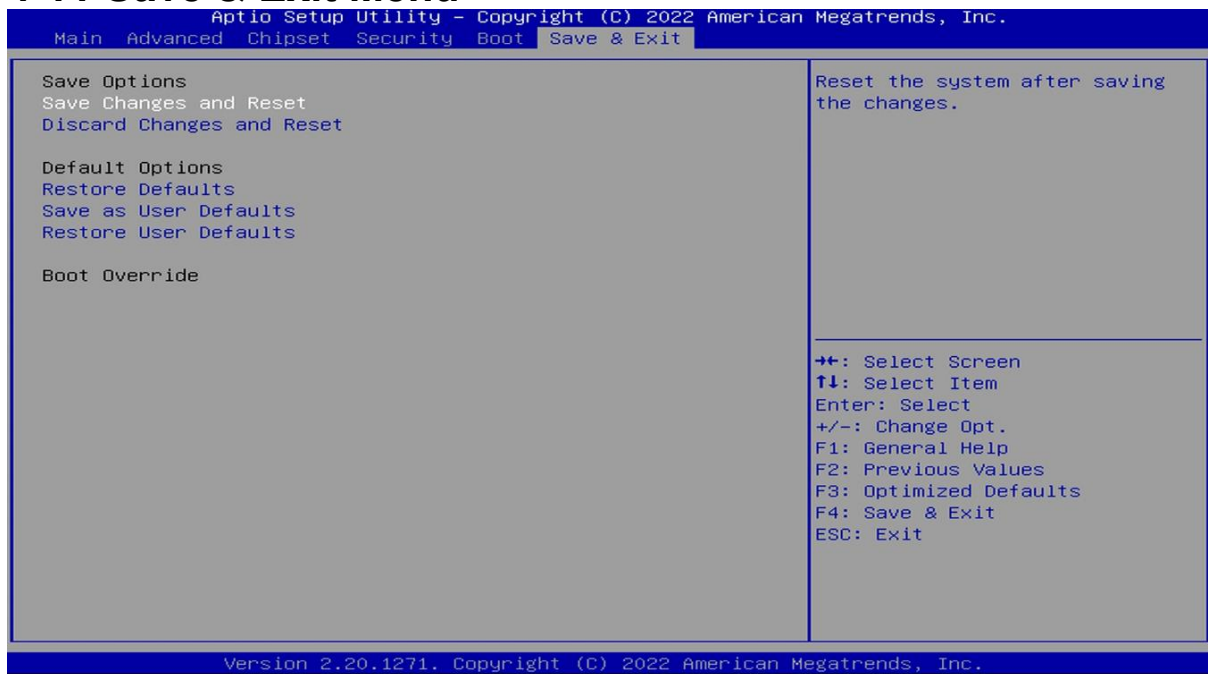 Save & Exit Menu
Aptio Setup Utility – Copyright (C) 2022 American Megatrends, Inc.
Main Advanced Chipset Security Boot Save & Exit
Save Options
Save Changes and Reset
Discard Changes and Reset
Default Options
Restore Defaults
Save as User Defaults
Restore User Defaults
Boot Override
Reset the system after saving
the changes.
→←: Select Screen
↑↓: Select Item
Enter: Select
+/-: Change Opt.
F1: General Help
F2: Previous Values
F3: Optimized Defaults
F4: Save & Exit
ESC: Exit
Version 2.20.1271. Copyright (C) 2022 American Megatrends, Inc.